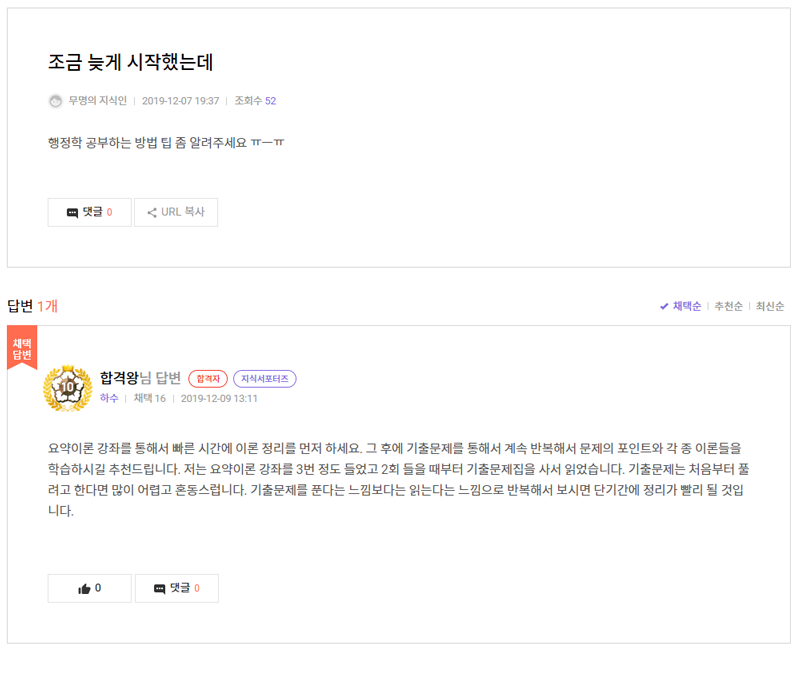 조금 늦게 시작했는데
무명의 지식인 | 2019-12-07 19:37 | 조회수 52
행정학 공부하는 방법 팁 좀 알려주세요 ㅠㅡㅠ
댓글 0 URL 복사
답변 1개 채택순 | 추천순 | 최신순
채택
답변
10
합격왕님 답변 합격자 지식서포터즈
하수 | 채택 16 | 2019-12-09 13:11
요약이론 강좌를 통해서 빠른 시간에 이론 정리를 먼저 하세요. 그 후에 기출문제를 통해서 계속 반복해서 문제의 포인트와 각 종 이론들을
학습하시길 추천드립니다. 저는 요약이론 강좌를 3번 정도 들었고 2회 들을 때부터 기출문제집을 사서 읽었습니다. 기출문제는 처음부터 풀
려고 한다면 많이 어렵고 혼동스럽니다. 기출문제를 푼다는 느낌보다는 읽는다는 느낌으로 반복해서 보시면 단기간에 정리가 빨리 될 것입
니다.
0 댓글 0